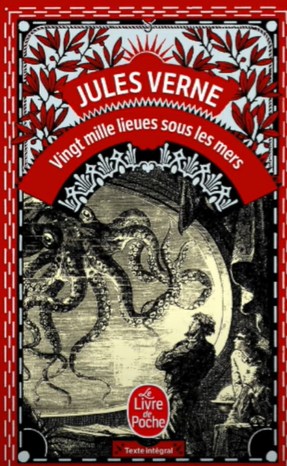 JULES VERNE
Vingt mille lieues sous les mers
Le
Livre
de
Poche
Texte intégral